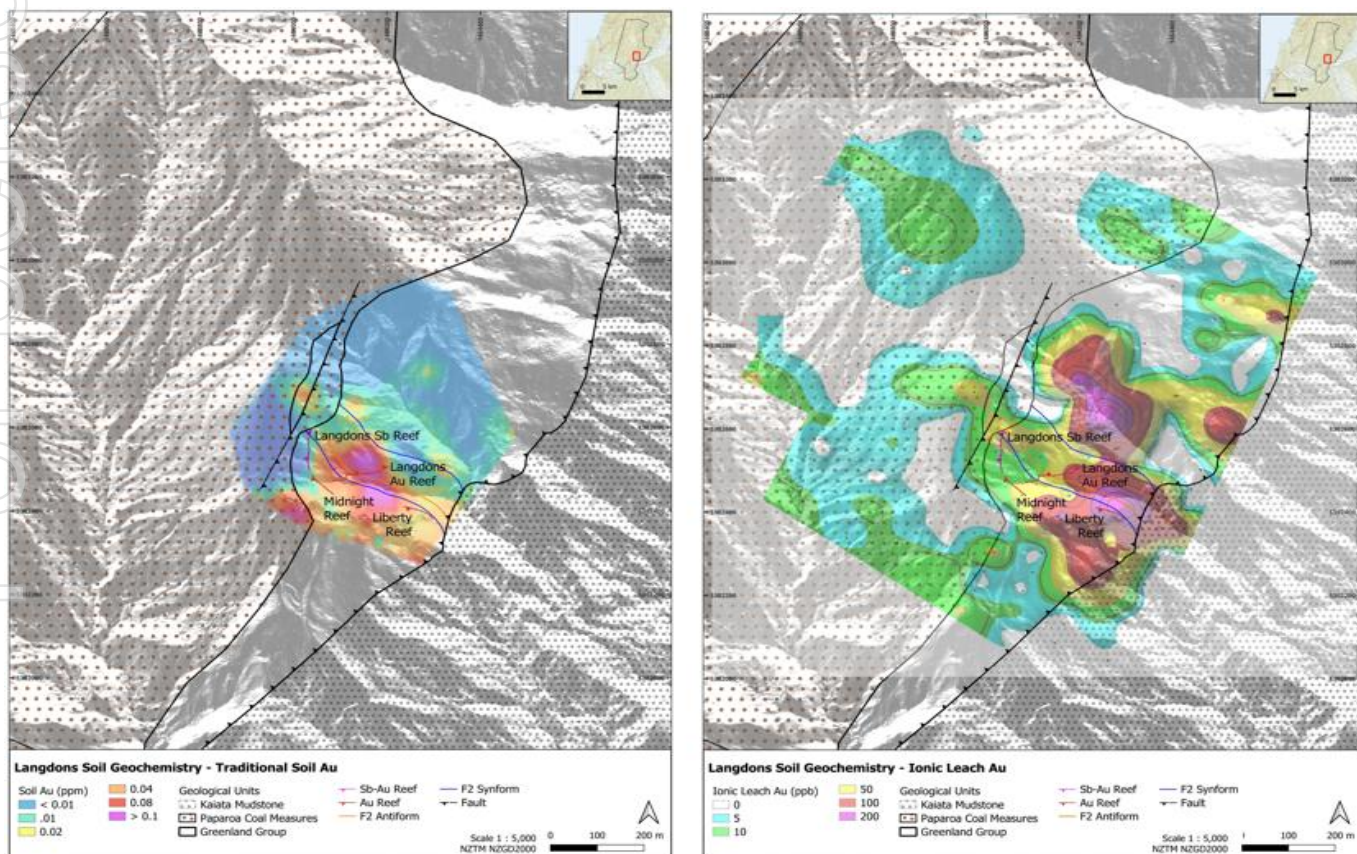 5 km
Langdons Sb Reef
Langdons
Au Reef
Midnight
Reef
Liberty
Reef
Langdons Soil Geochemistry - Traditional Soil Au
Soil Au (ppm)
< 0.01
.01
0.02
0.04
0.08
> 0.1
Geological Units
Kaiata Mudstone
Paparoa Coal Measures
Greenland Group
Sb-Au Reef
Au Reef
F2 Antiform
F2 Synform
Fault
Scale 1 : 5,000
NZTM NZGD2000
0 100 200 m
5 km
Langdons Sb Reef
Langdons
Au Reef
Midnight
Reef
Liberty
Reef
Langdons Soil Geochemistry - Ionic Leach Au
Ionic Leach Au (ppb)
0
5
10
50
100
200
Geological Units
Kaiata Mudstone
Paparoa Coal Measures
Greenland Group
Sb-Au Reef
Au Reef
F2 Antiform
F2 Synform
Fault
Scale 1 : 5,000
NZTM NZGD2000
100 200 m